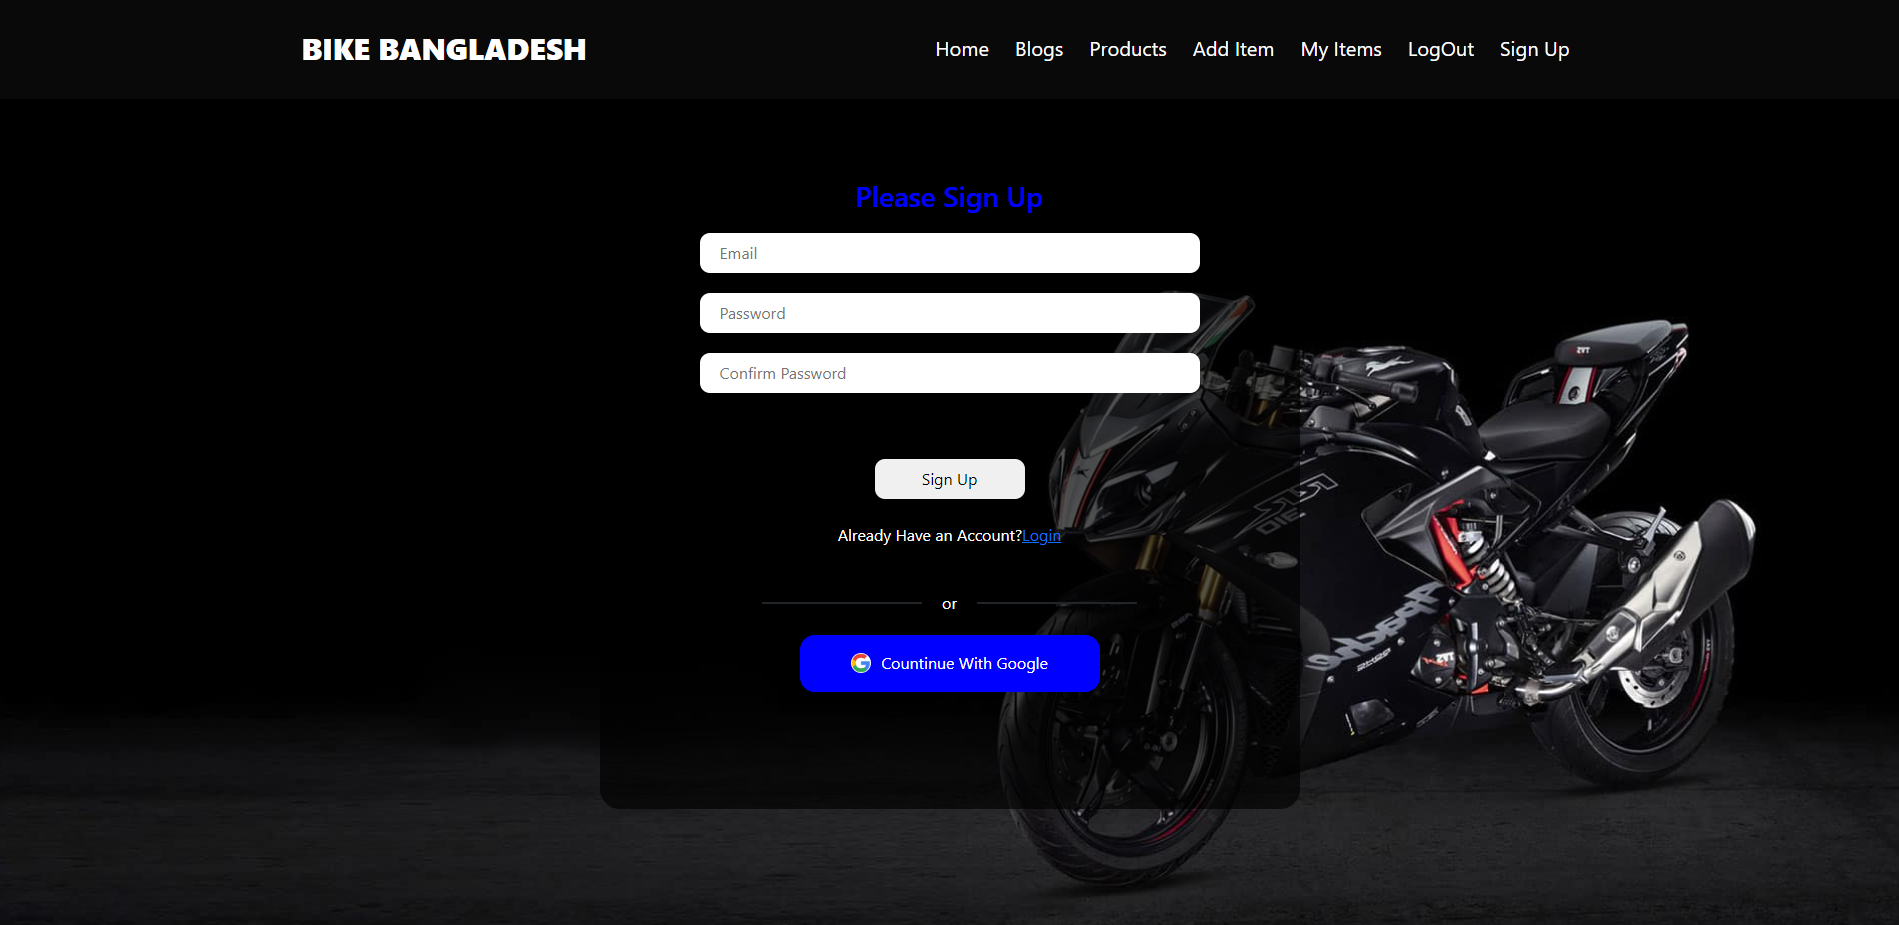 BIKE BANGLADESH
Home Blogs Products Add Item My Items LogOut Sign Up
Please Sign Up
Email
Password
Confirm Password
Sign Up
Already Have an Account?Login
or
Countinue With Google